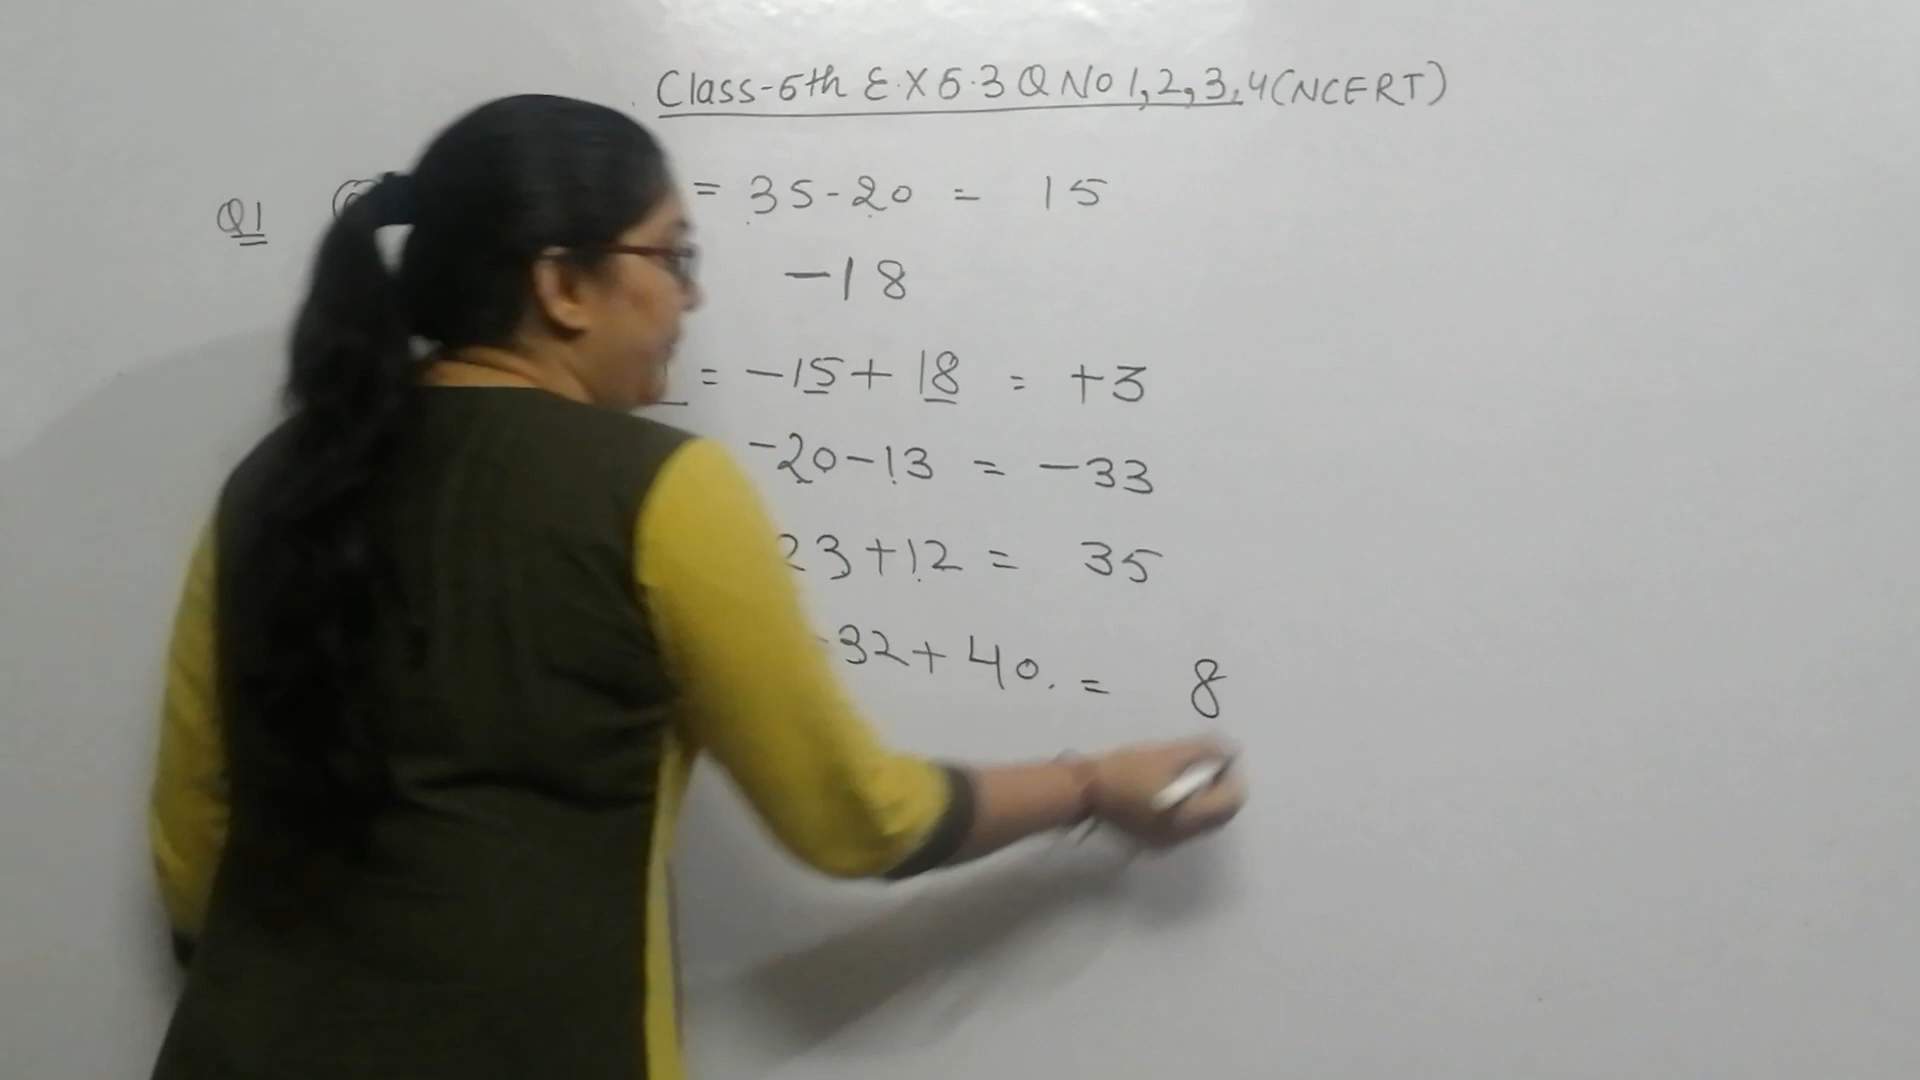 Class-6th E.X 6.3 Q NO 1,2,3,4(NCERT)
Q1 = 35-20 = 15
-18
= -15+ 18 = +3
-20-13 = -33
23+12 = 35
-32+40. = 8